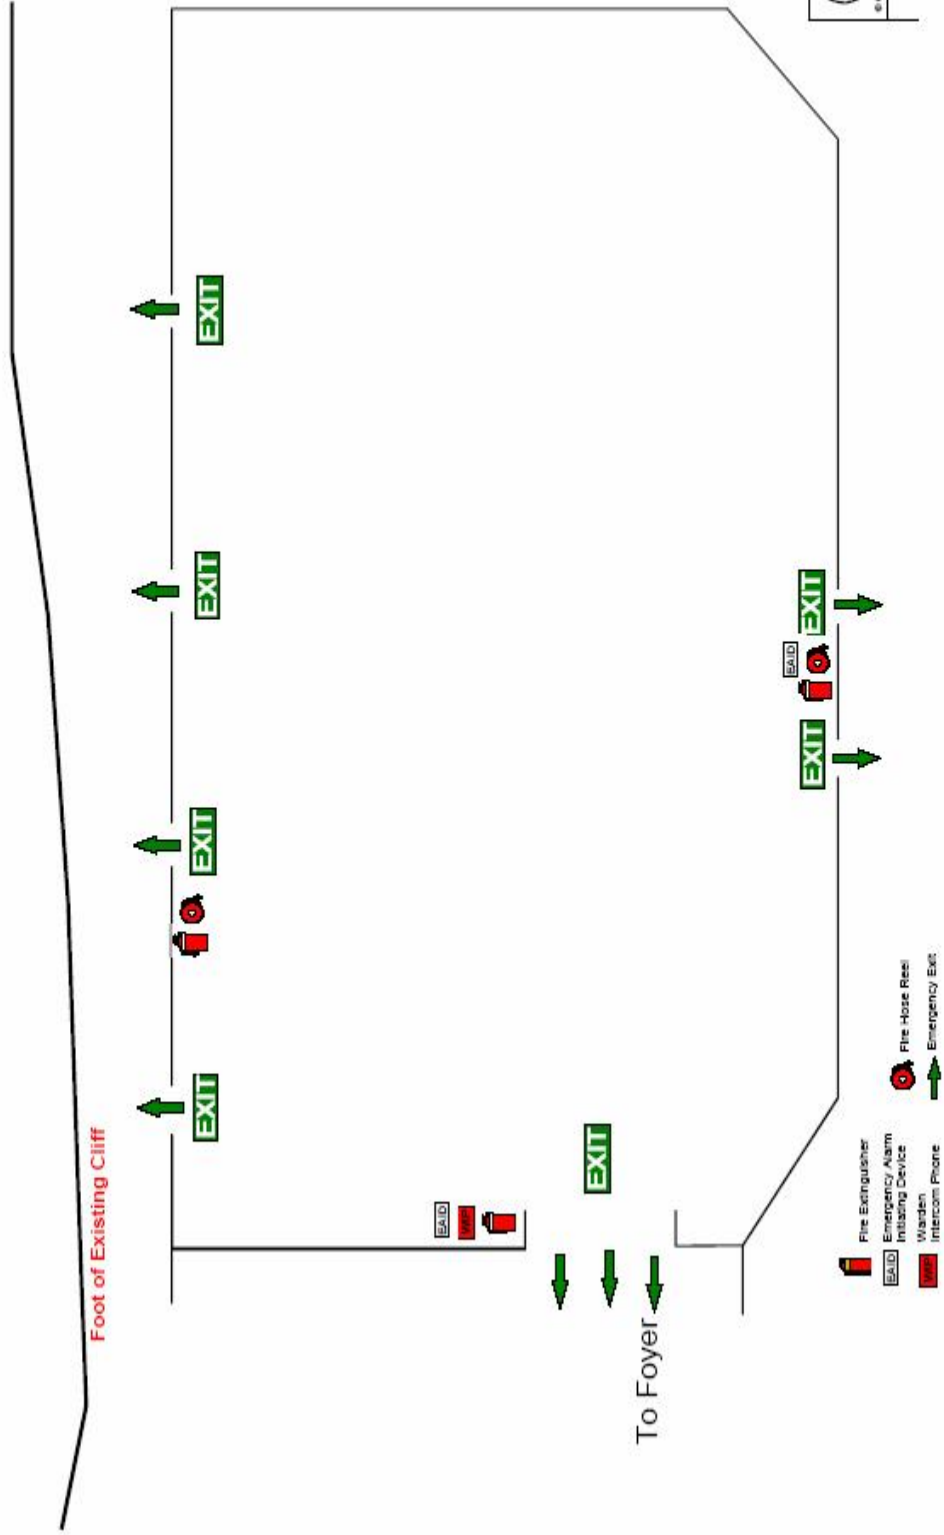 Foot of Existing Cliff
EXIT
EXIT
EXIT
EXIT
EAID
WIP
EXIT
To Foyer
EAID
EXIT
EXIT
Fire Extinguisher
EAID
Emergency Alarm
Initiating Device
WIP
Warden
Intercom Phone
Fire Hose Reel
Emergency Exit